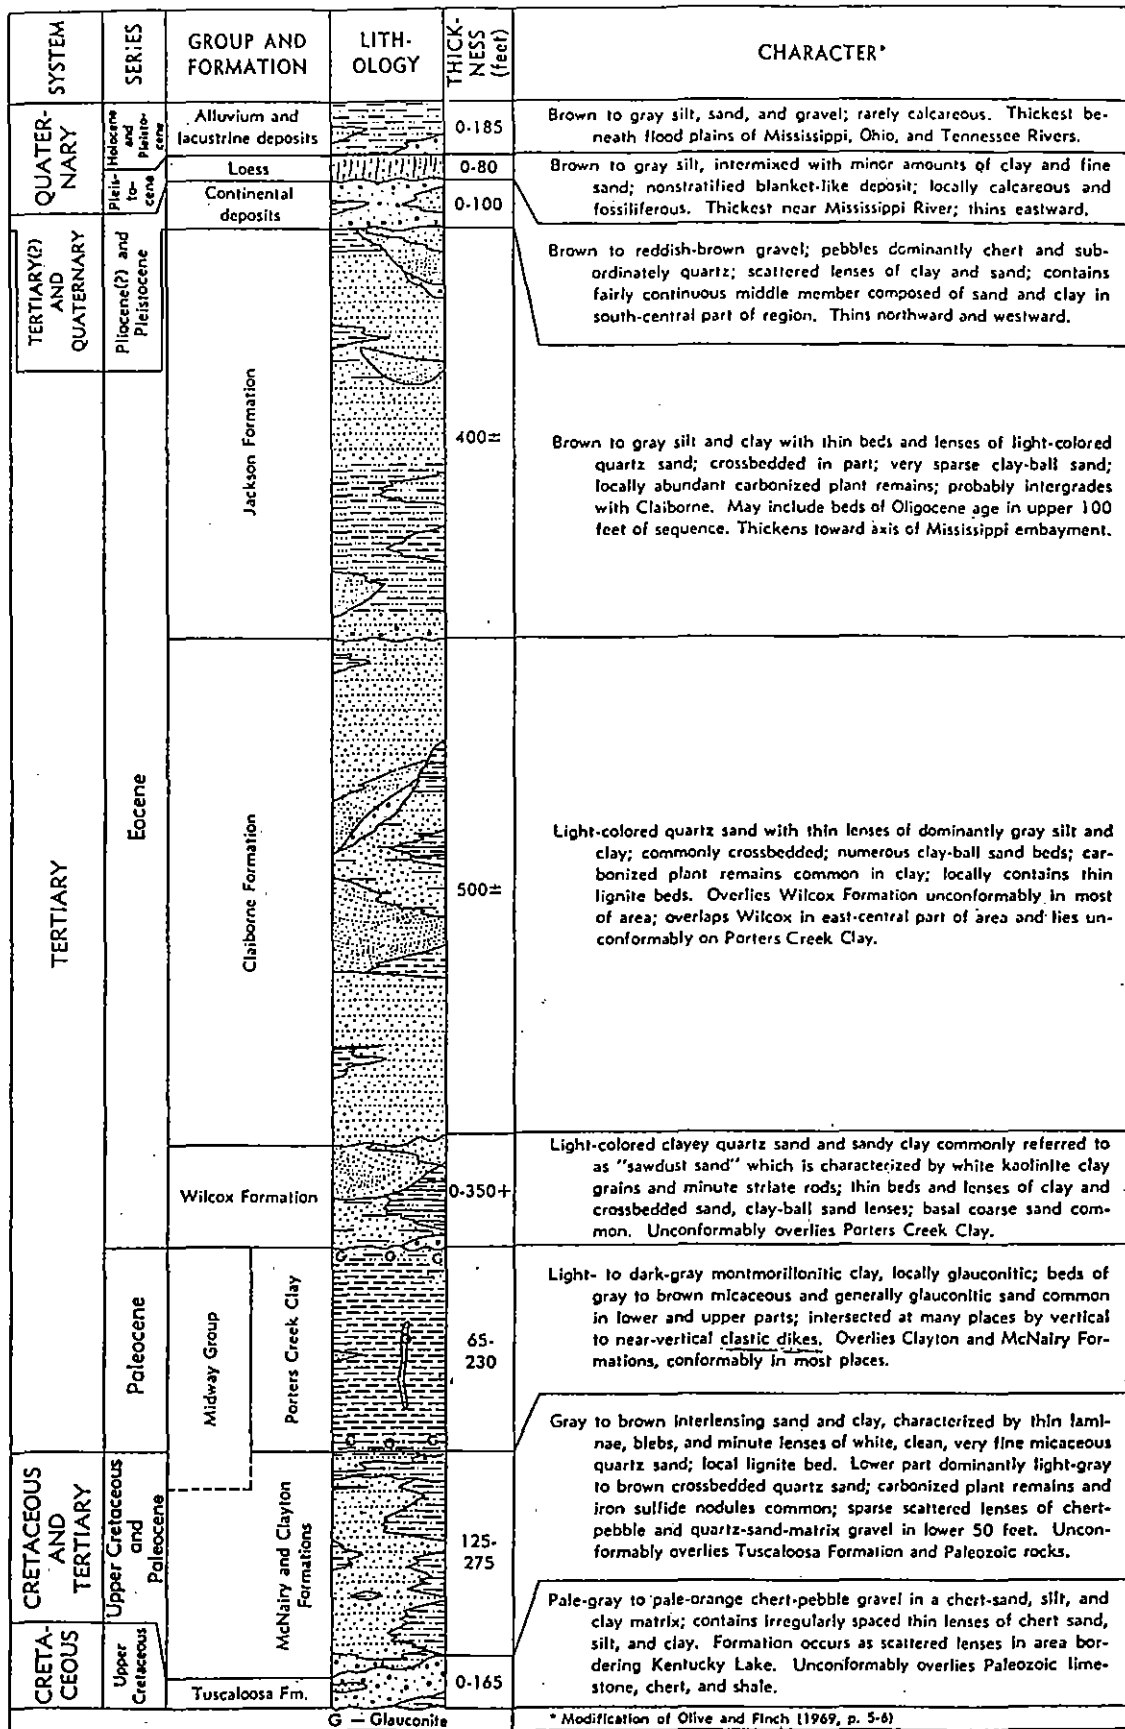 SYSTEM
SERIES
GROUP AND
FORMATION
LITH-
OLOGY
THICK-
NESS
(feet)
CHARACTER*
QUATER-
NARY
Holocene
and
Pleisto-
cene
Alluvium and
lacustrine deposits
0-185
Brown to gray silt, sand, and gravel; rarely calcareous. Thickest be-
neath flood plains of Mississippi, Ohio, and Tennessee Rivers.
Pleis-
to-
cene
Loess
0-80
Brown to gray silt, intermixed with minor amounts of clay and fine
sand; nonstratified blanket-like deposit; locally calcareous and
fossiliferous. Thickest near Mississippi River; thins eastward.
TERTIARY(?)
AND
QUATERNARY
Pliocene(?) and
Pleistocene
Continental
deposits
0-100
Brown to reddish-brown gravel; pebbles dominantly chert and sub-
ordinately quartz; scattered lenses of clay and sand; contains
fairly continuous middle member composed of sand and clay in
south-central part of region. Thins northward and westward.
TERTIARY
Eocene
Jackson Formation
400±
Brown to gray silt and clay with thin beds and lenses of light-colored
quartz sand; crossbedded in part; very sparse clay-ball sand;
locally abundant carbonized plant remains; probably intergrades
with Claiborne. May include beds of Oligocene age in upper 100
feet of sequence. Thickens toward axis of Mississippi embayment.
Claiborne Formation
500±
Light-colored quartz sand with thin lenses of dominantly gray silt and
clay; commonly crossbedded; numerous clay-ball sand beds; car-
bonized plant remains common in clay; locally contains thin
lignite beds. Overlies Wilcox Formation unconformably in most
of area; overlaps Wilcox in east-central part of area and lies un-
conformably on Porters Creek Clay.
Wilcox Formation
0-350+
Light-colored clayey quartz sand and sandy clay commonly referred to
as "sawdust sand" which is characterized by white kaolinite clay
grains and minute striate rods; thin beds and lenses of clay and
crossbedded sand, clay-ball sand lenses; basal coarse sand com-
mon. Unconformably overlies Porters Creek Clay.
Paleocene
Midway Group
Porters Creek Clay
G O G
G O G
65-
230
Light- to dark-gray montmorillonitic clay, locally glauconitic; beds of
gray to brown micaceous and generally glauconitic sand common
in lower and upper parts; intersected at many places by vertical
to near-vertical clastic dikes. Overlies Clayton and McNairy For-
mations, conformably in most places.
CRETACEOUS
AND
TERTIARY
Upper Cretaceous
and
Paleocene
McNairy and Clayton
Formations
125-
275
Gray to brown interlensing sand and clay, characterized by thin lami-
nae, blebs, and minute lenses of white, clean, very fine micaceous
quartz sand; local lignite bed. Lower part dominantly light-gray
to brown crossbedded quartz sand; carbonized plant remains and
iron sulfide nodules common; sparse scattered lenses of chert-
pebble and quartz-sand-matrix gravel in lower 50 feet. Uncon-
formably overlies Tuscaloosa Formation and Paleozoic rocks.
CRETA-
CEOUS
Upper
Cretaceous
Tuscaloosa Fm.
0-165
Pale-gray to pale-orange chert-pebble gravel in a chert-sand, silt, and
clay matrix; contains irregularly spaced thin lenses of chert sand,
silt, and clay. Formation occurs as scattered lenses in area bor-
dering Kentucky Lake. Unconformably overlies Paleozoic lime-
stone, chert, and shale.
G — Glauconite
* Modification of Olive and Finch (1969, p. 5-6)